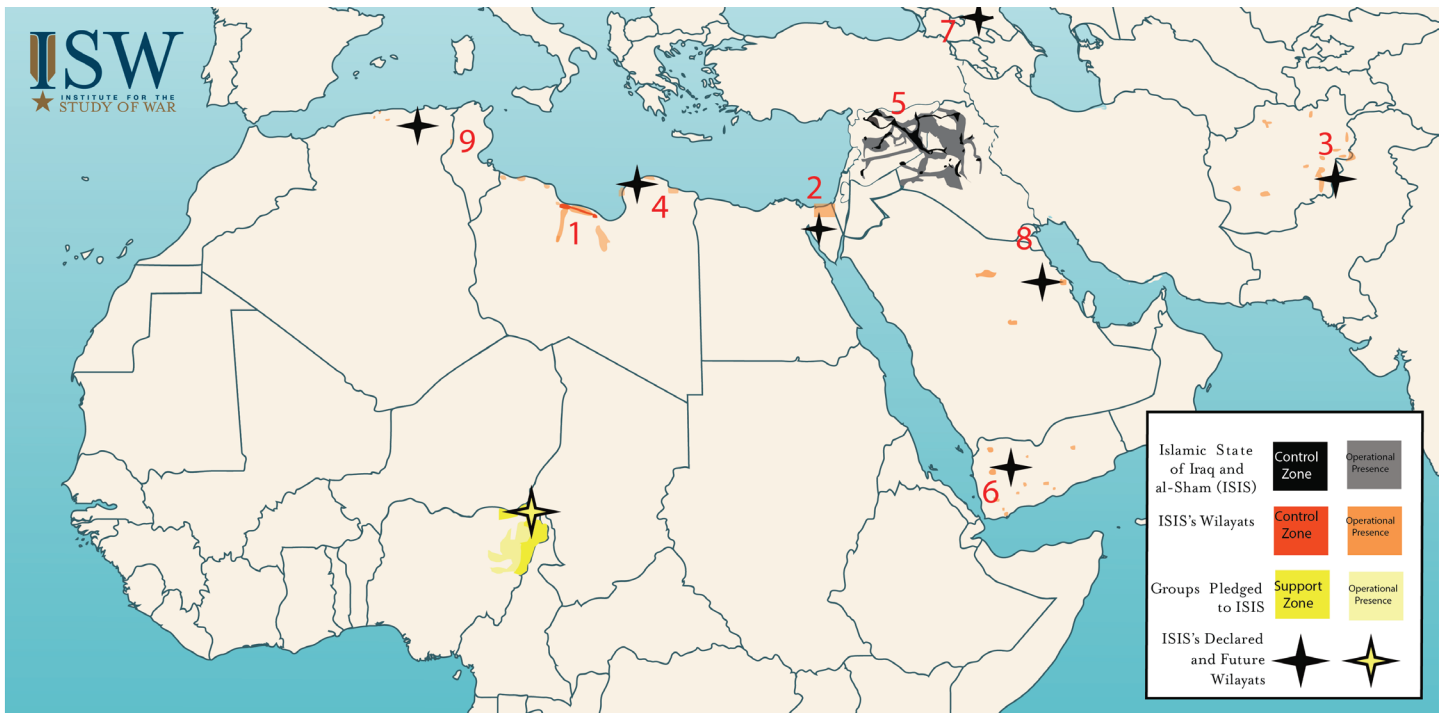 ISW
INSTITUTE FOR THE
STUDY OF WAR
7
5
9
3
2
4
1
8
6
Islamic State
of Iraq and
al-Sham (ISIS)
Control
Zone
Operational
Presence
ISIS's Wilayats
Control
Zone
Operational
Presence
Groups Pledged
to ISIS
Support
Zone
Operational
Presence
ISIS's Declared
and Future
Wilayats